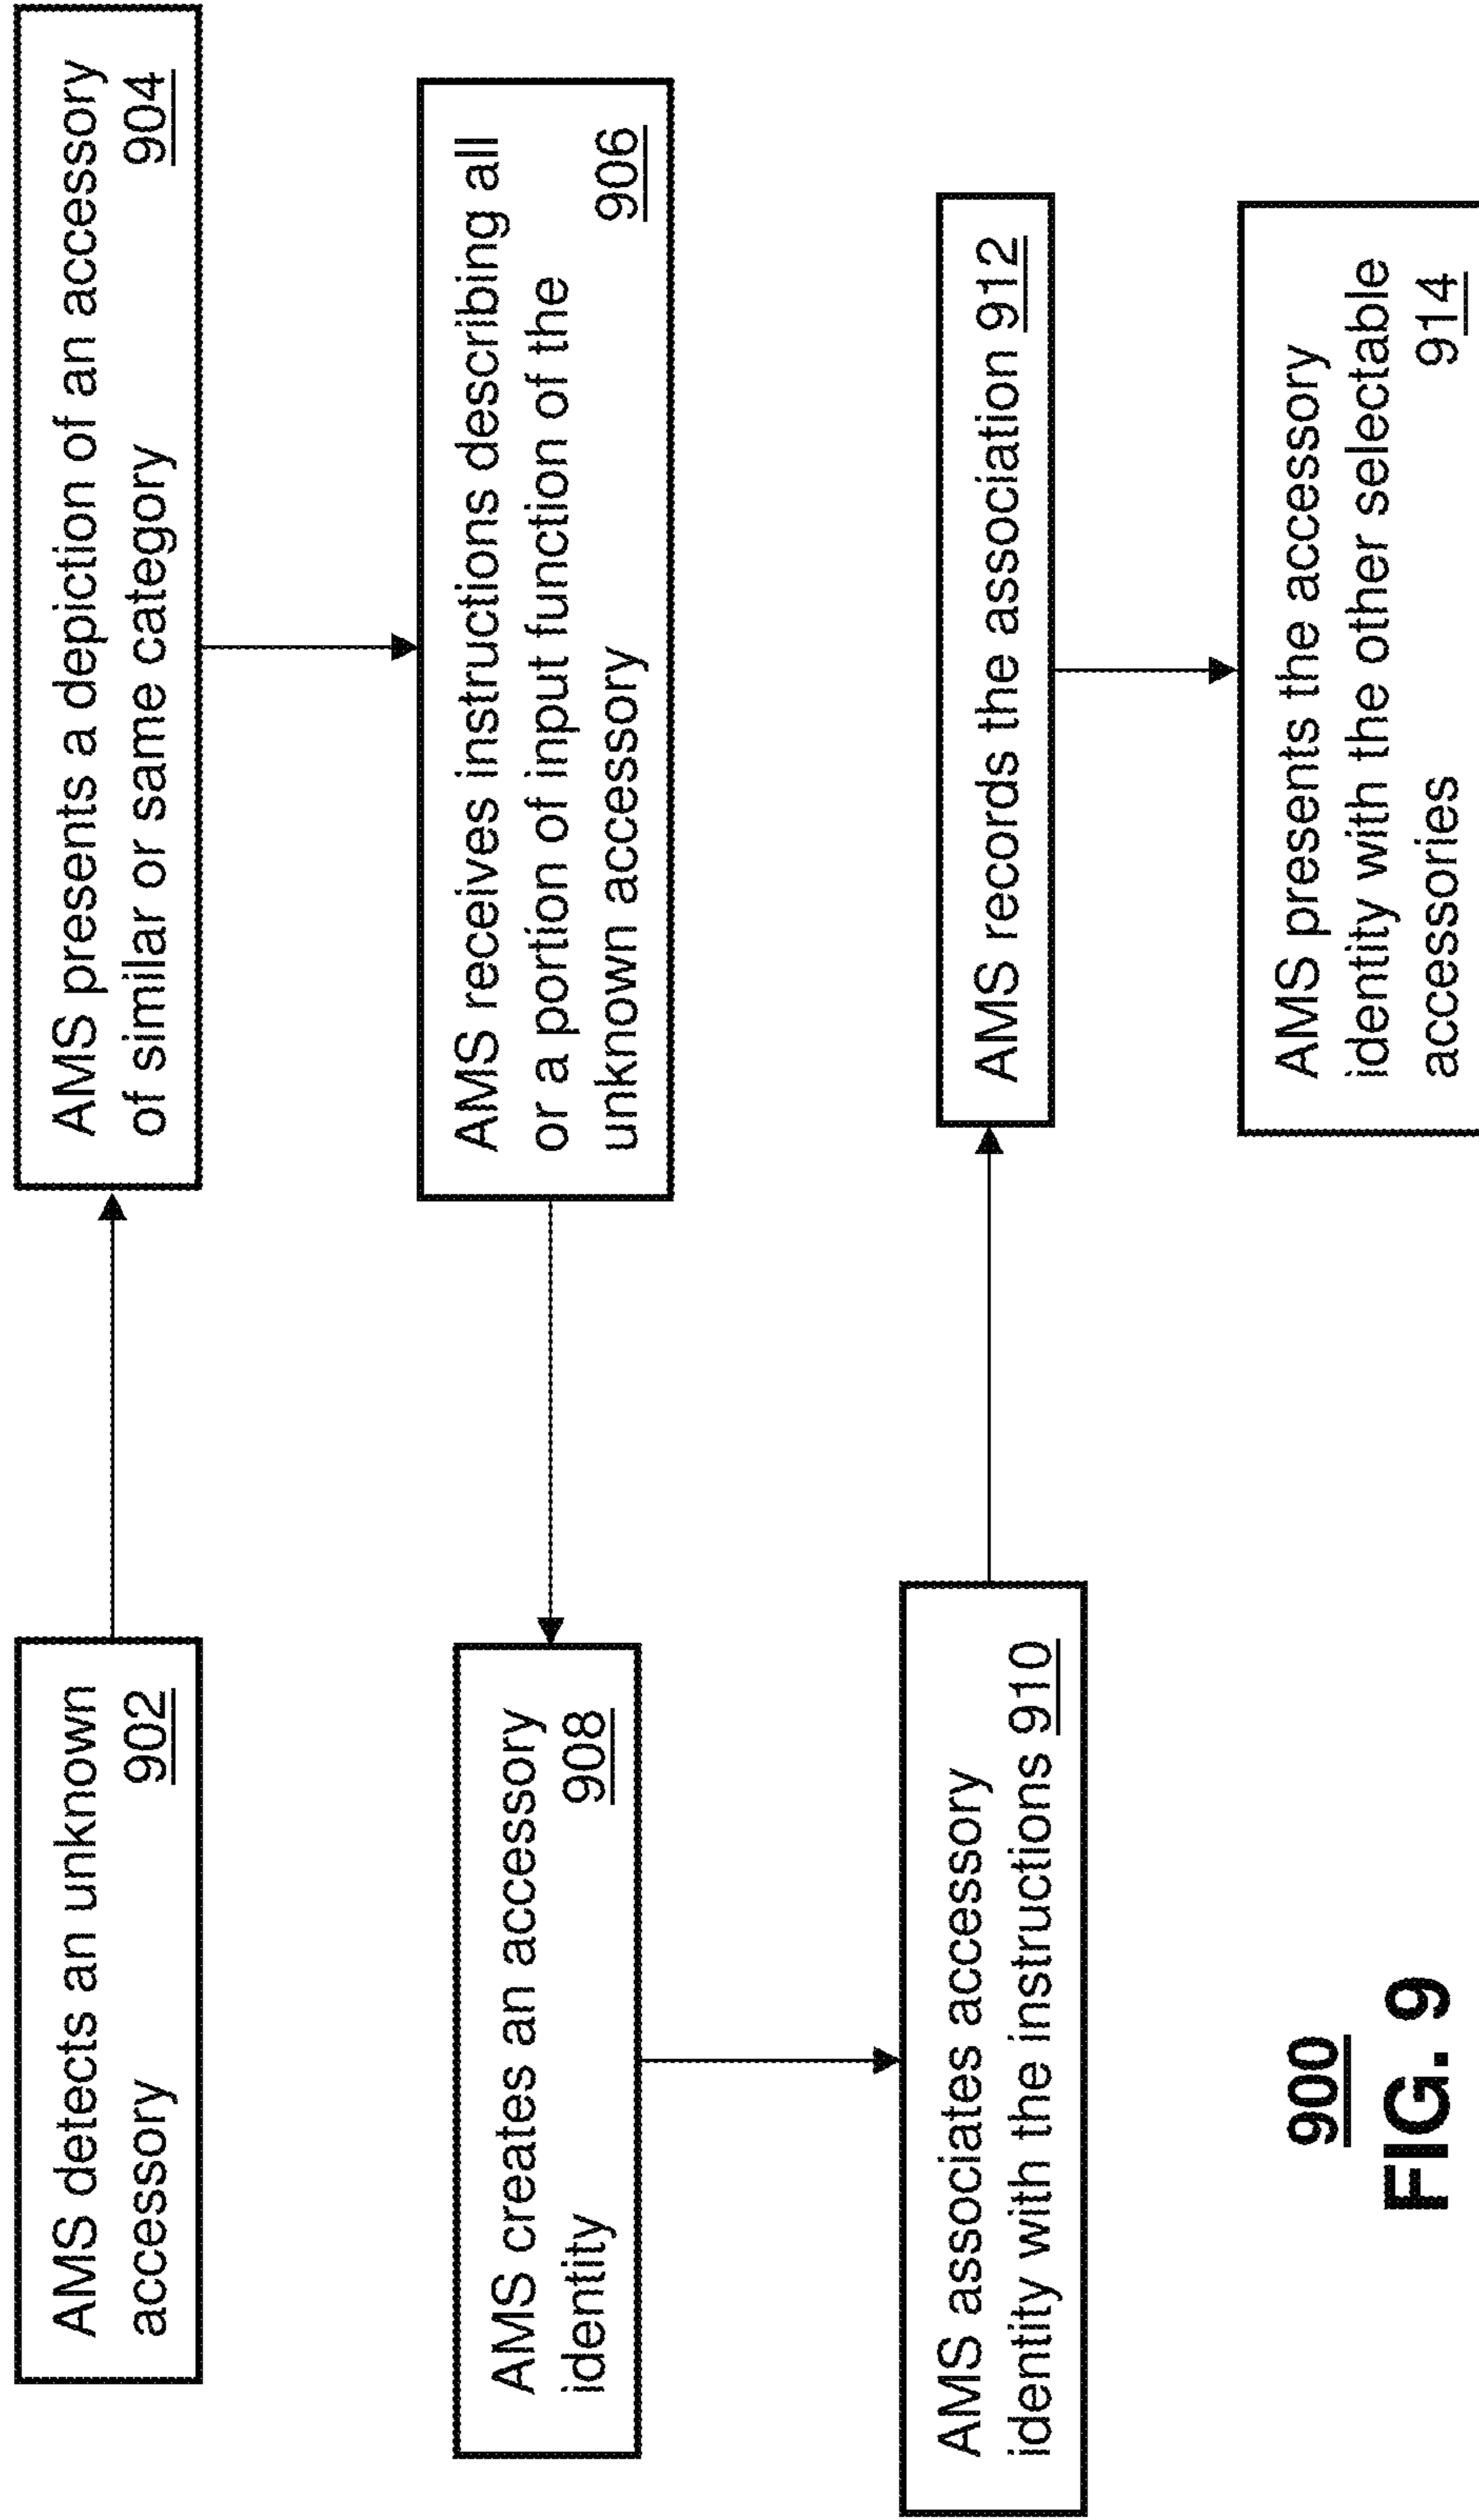 AMS detects an unknown
accessory 902
AMS presents a depiction of an accessory
of similar or same category 904
AMS receives instructions describing all
or a portion of input function of the
unknown accessory 906
AMS creates an accessory
identity 908
AMS associates accessory
identity with the instructions 910
AMS records the association 912
AMS presents the accessory
identity with the other selectable
accessories 914
900
FIG. 9